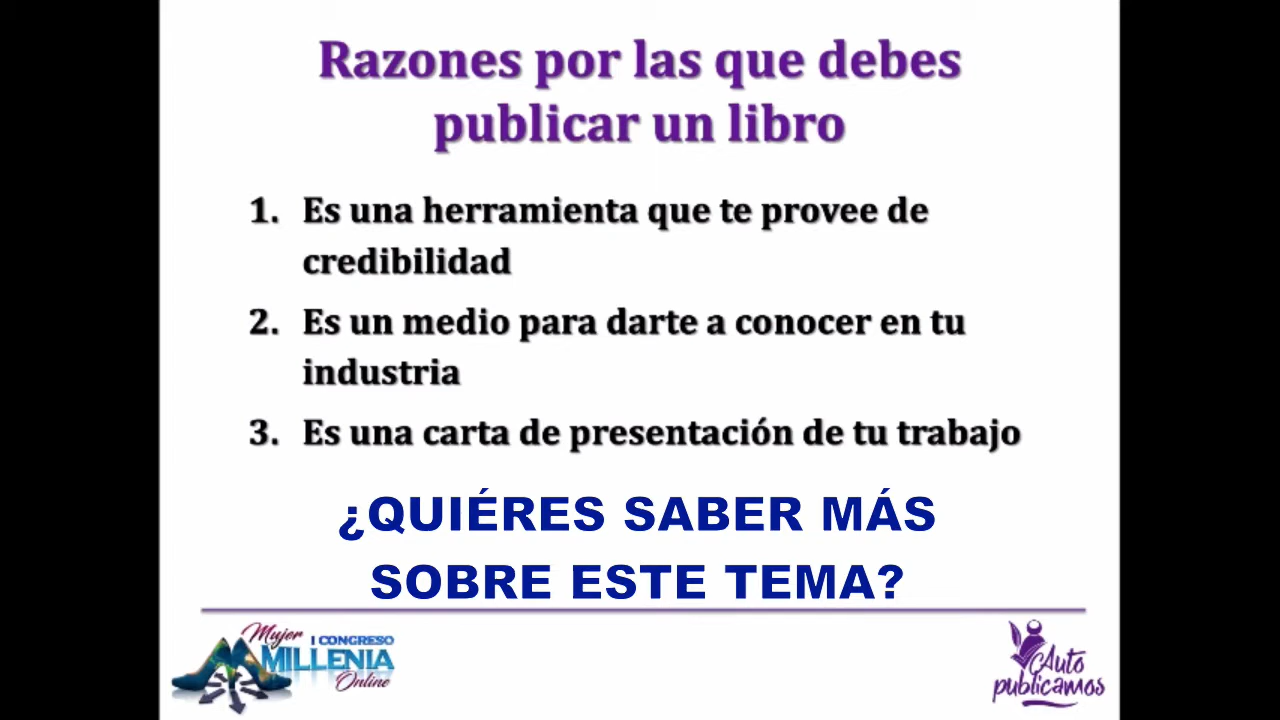 Razones por las que debes
publicar un libro
1. Es una herramienta que te provee de
credibilidad
2. Es un medio para darte a conocer en tu
industria
3. Es una carta de presentación de tu trabajo
¿QUIÉRES SABER MÁS
SOBRE ESTE TEMA?
Mujer
I CONGRESO
MILLENIA
Online
Auto
publicamos